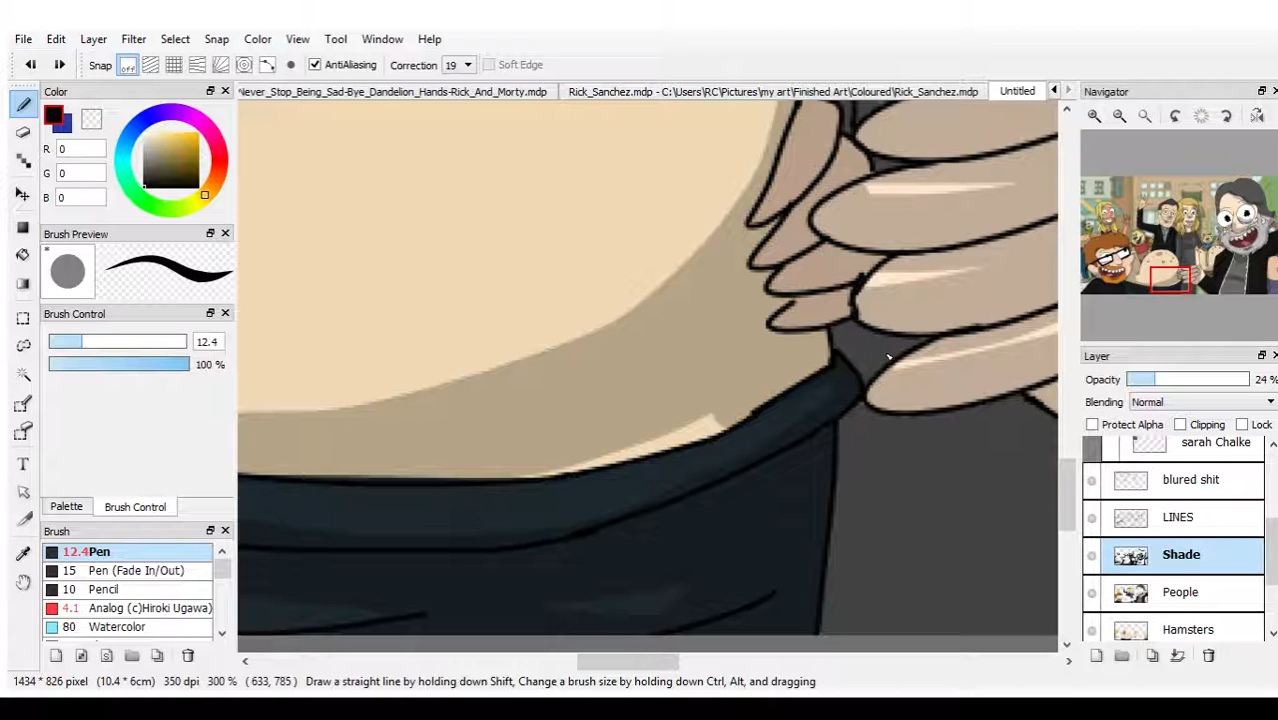 File Edit Layer Filter Select Snap Color View Tool Window Help
Snap off AntiAliasing Correction 19 Soft Edge
Color
Never_Stop_Being_Sad-Bye_Dandelion_Hands-Rick_And_Morty.mdp
Rick_Sanchez.mdp - C:\Users\RC\Pictures\my art\Finished Art\Coloured\Rick_Sanchez.mdp
Untitled
Navigator
R 0
G 0
B 0
Brush Preview
*
Brush Control
12.4
100 %
Palette Brush Control
Brush
12.4 Pen
15 Pen (Fade In/Out)
10 Pencil
4.1 Analog (c)Hiroki Ugawa)
80 Watercolor
Layer
Opacity 24 %
Blending Normal
Protect Alpha Clipping Lock
sarah Chalke
blured shit
LINES
Shade
People
Hamsters
1434 * 826 pixel (10.4 * 6cm) 350 dpi 300 % ( 633, 785) Draw a straight line by holding down Shift, Change a brush size by holding down Ctrl, Alt, and dragging